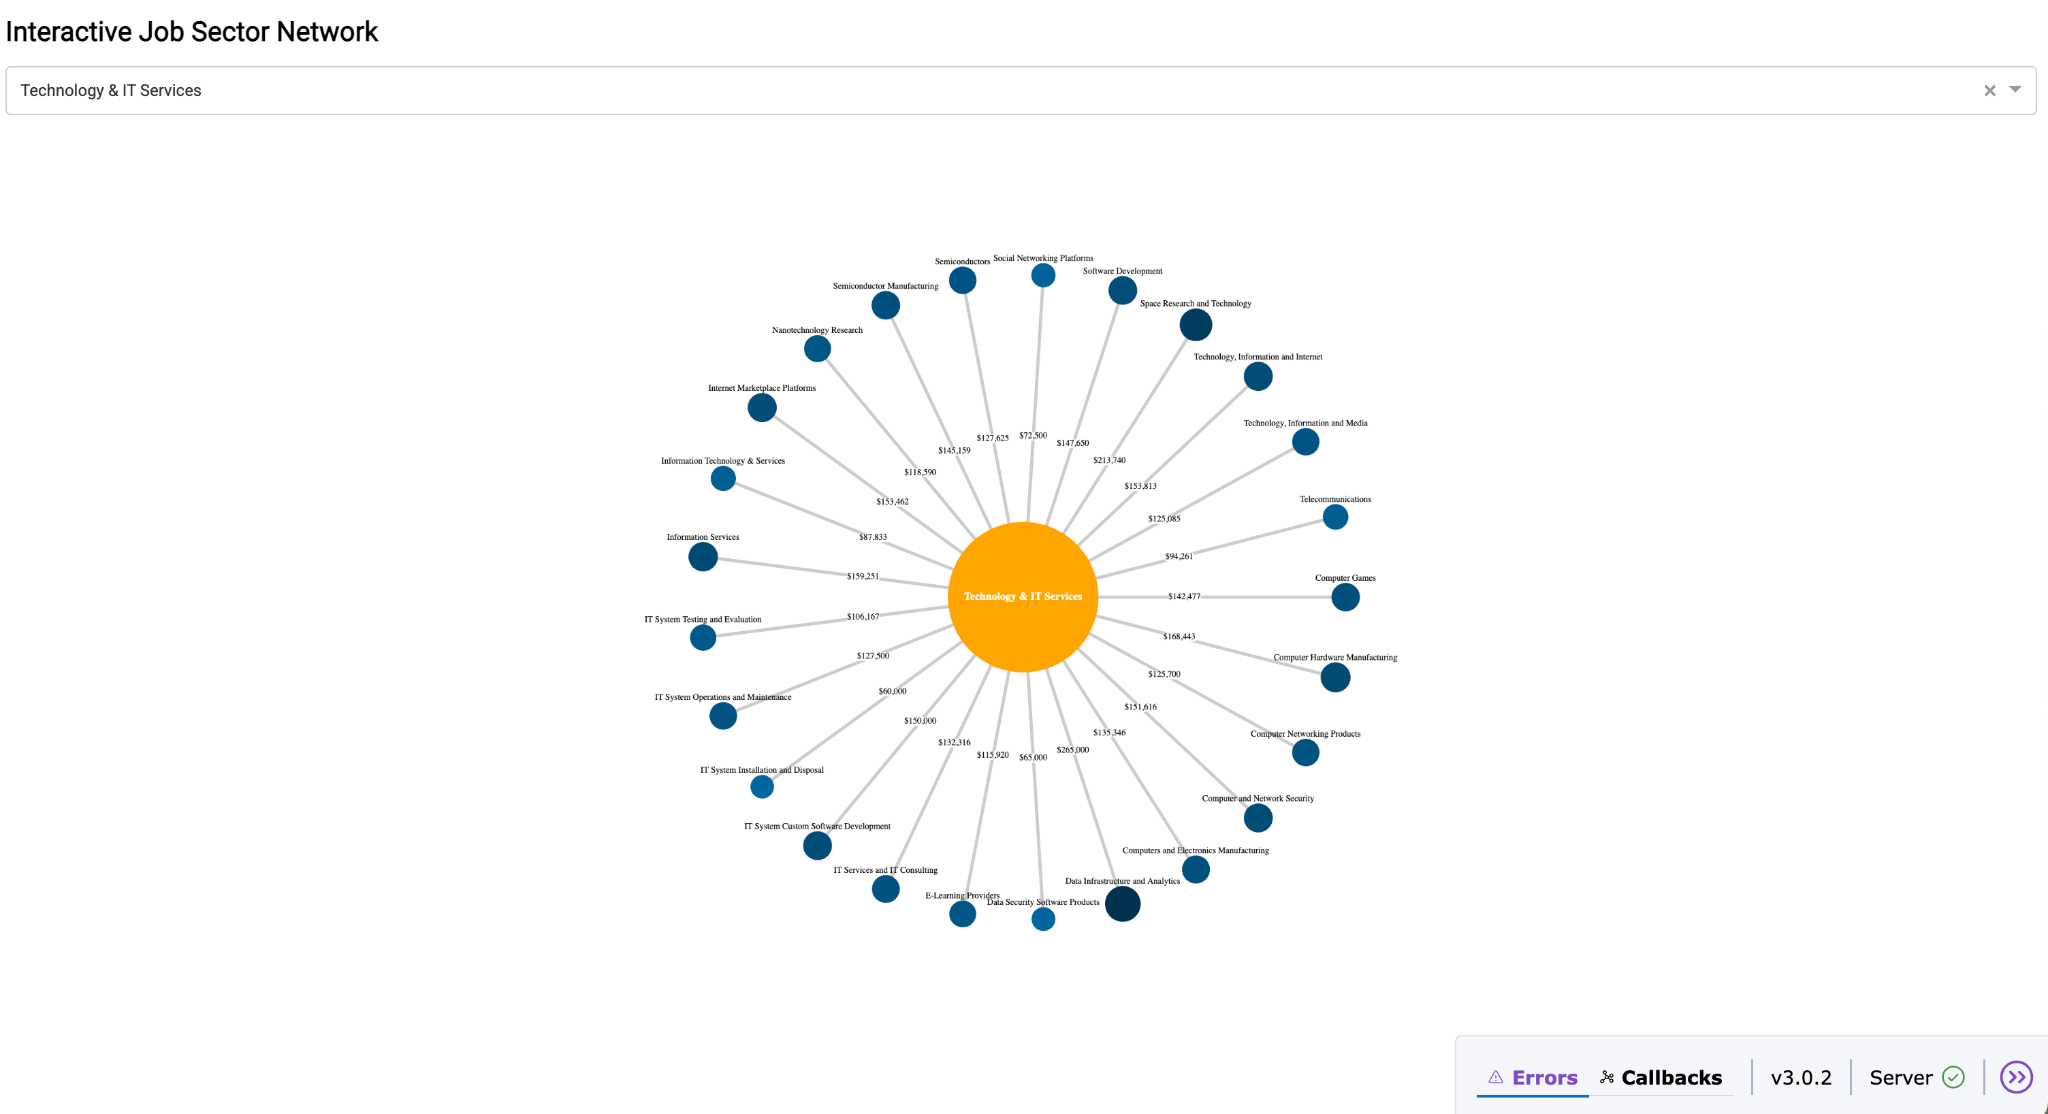 Interactive Job Sector Network
Technology & IT Services
Semiconductors
Social Networking Platforms
Software Development
Semiconductor Manufacturing
Space Research and Technology
Nanotechnology Research
Technology, Information and Internet
Internet Marketplace Platforms
Technology, Information and Media
$127,625
$72,500
$147,650
$145,159
$213,740
Information Technology & Services
$118,590
$153,813
Telecommunications
$153,462
$125,085
Information Services
$87,833
$94,261
$159,251
Computer Games
Technology & IT Services
$142,477
IT System Testing and Evaluation
$106,167
$168,443
$127,500
Computer Hardware Manufacturing
$125,700
IT System Operations and Maintenance
$60,000
$151,616
$150,000
$135,346
Computer Networking Products
$132,316
$115,920
$65,000
$265,000
IT System Installation and Disposal
Computer and Network Security
IT System Custom Software Development
Computers and Electronics Manufacturing
IT Services and IT Consulting
Data Infrastructure and Analytics
E-Learning Providers
Data Security Software Products
Errors
Callbacks
v3.0.2
Server